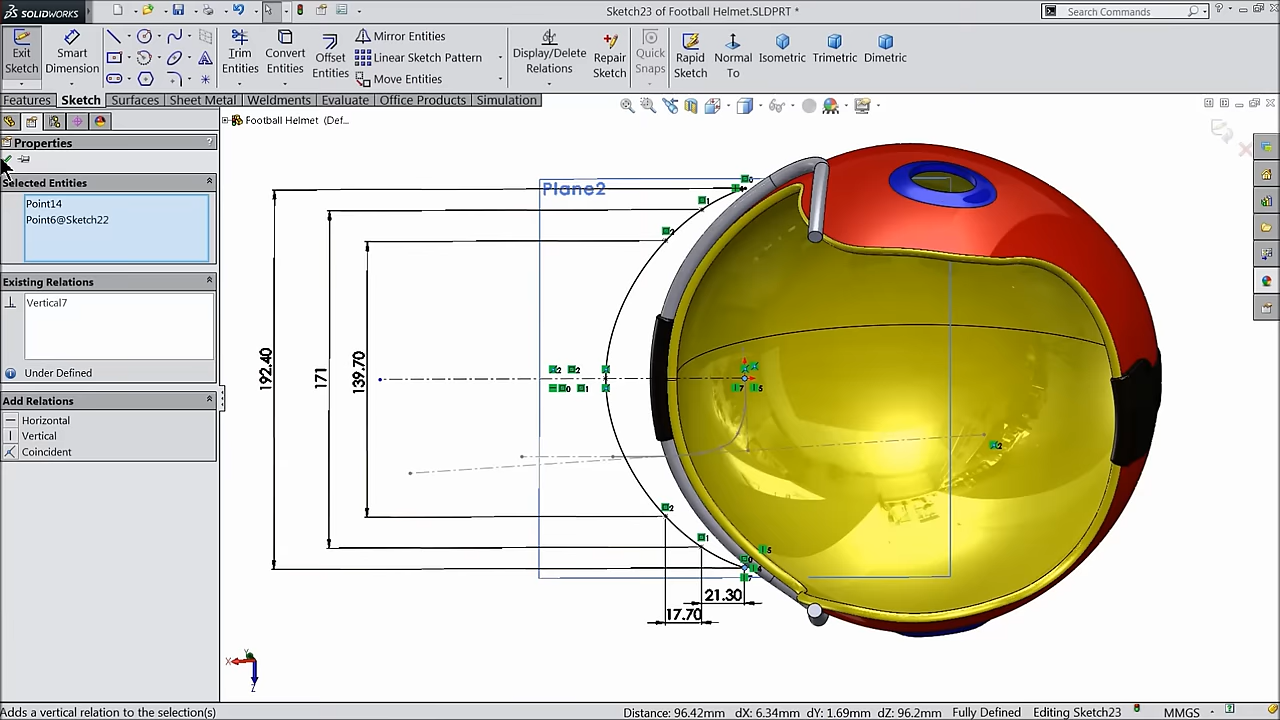 SOLIDWORKS
Sketch23 of Football Helmet.SLDPRT *
Search Commands
Exit Sketch
Smart Dimension
Trim Entities
Convert Entities
Offset Entities
Mirror Entities
Linear Sketch Pattern
Move Entities
Display/Delete Relations
Repair Sketch
Quick Snaps
Rapid Sketch
Normal To
Isometric
Trimetric
Dimetric
Features Sketch Surfaces Sheet Metal Weldments Evaluate Office Products Simulation
Football Helmet (Def...
Properties
?
Selected Entities
Point14
Point6@Sketch22
Existing Relations
Vertical7
Under Defined
Add Relations
Horizontal
Vertical
Coincident
Plane2
192.40
171
139.70
21.30
17.70
X
Y
Z
Adds a vertical relation to the selection(s)
Distance: 96.42mm dX: 6.34mm dY: 1.69mm dZ: 96.2mm Fully Defined Editing Sketch23 MMGS